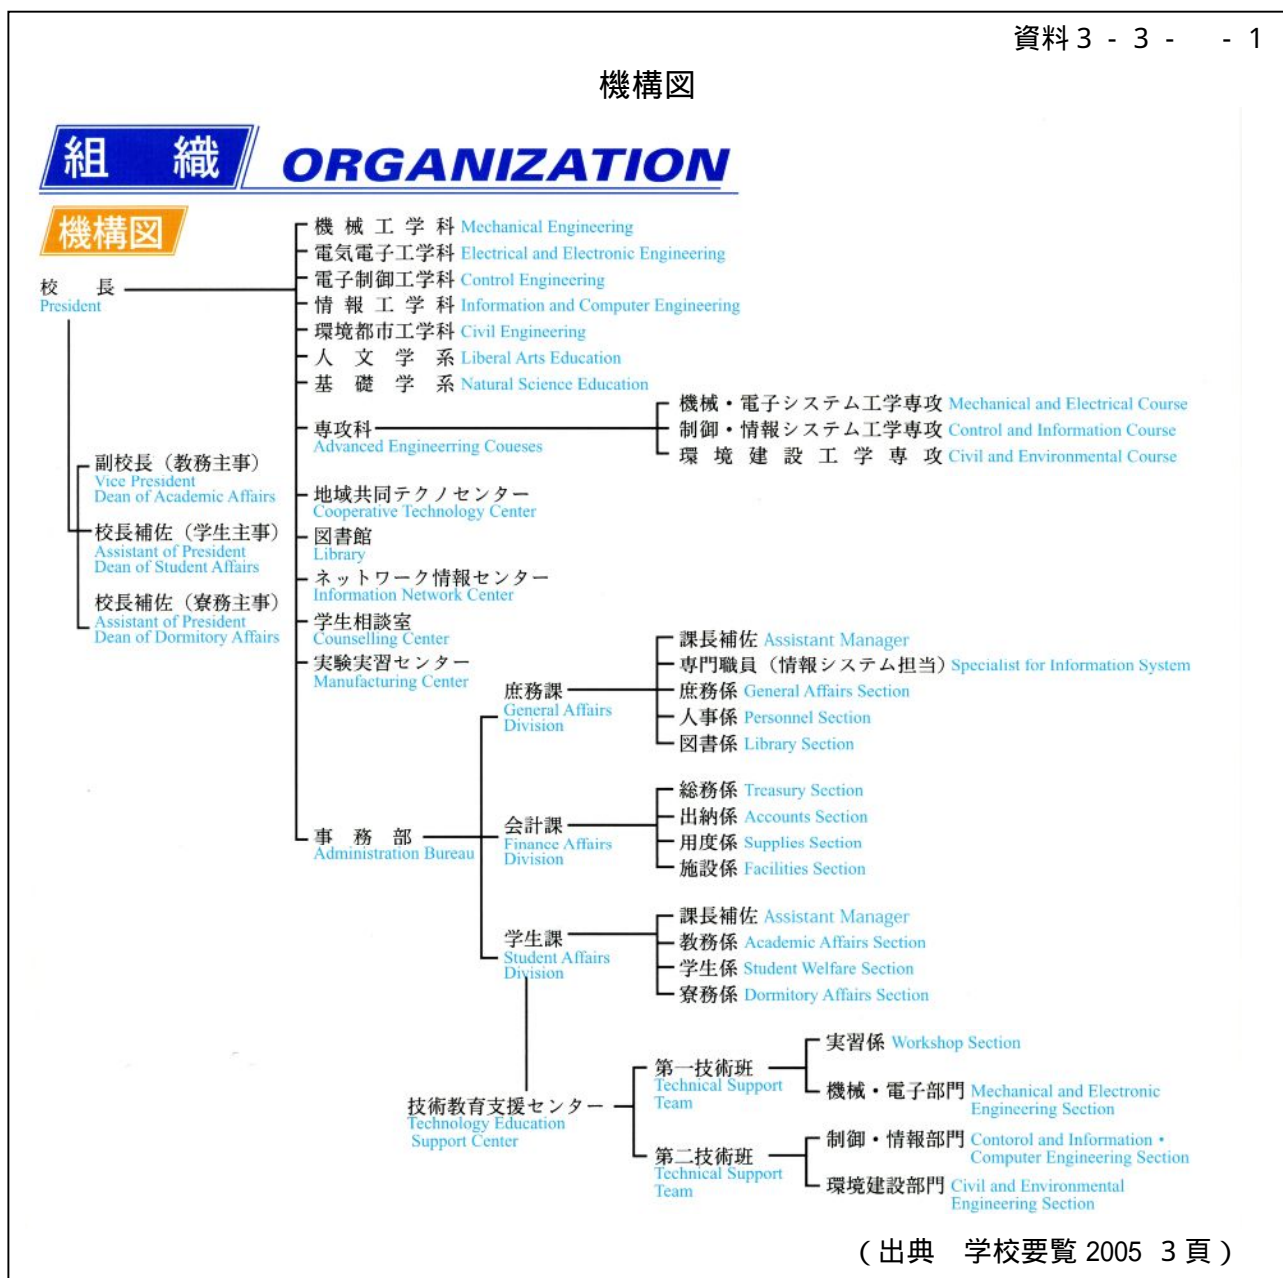 資料３-３- -１
機構図
組 織 ORGANIZATION
機構図
校 長
President
副校長（教務主事）
Vice President
Dean of Academic Affairs
校長補佐（学生主事）
Assistant of President
Dean of Student Affairs
校長補佐（寮務主事）
Assistant of President
Dean of Dormitory Affairs
機械工学科 Mechanical Engineering
電気電子工学科 Electrical and Electronic Engineering
電子制御工学科 Control Engineering
情報工学科 Information and Computer Engineering
環境都市工学科 Civil Engineering
人文学系 Liberal Arts Education
基礎学系 Natural Science Education
専攻科
Advanced Engineerring Coueses
機械・電子システム工学専攻 Mechanical and Electrical Course
制御・情報システム工学専攻 Control and Information Course
環境建設工学専攻 Civil and Environmental Course
地域共同テクノセンター
Cooperative Technology Center
図書館
Library
ネットワーク情報センター
Information Network Center
学生相談室
Counselling Center
実験実習センター
Manufacturing Center
事務部
Administration Bureau
庶務課
General Affairs
Division
課長補佐 Assistant Manager
専門職員（情報システム担当）Specialist for Information System
庶務係 General Affairs Section
人事係 Personnel Section
図書係 Library Section
会計課
Finance Affairs
Division
総務係 Treasury Section
出納係 Accounts Section
用度係 Supplies Section
施設係 Facilities Section
学生課
Student Affairs
Division
課長補佐 Assistant Manager
教務係 Academic Affairs Section
学生係 Student Welfare Section
寮務係 Dormitory Affairs Section
技術教育支援センター
Technology Education
Support Center
第一技術班
Technical Support
Team
実習係 Workshop Section
機械・電子部門 Mechanical and Electronic
Engineering Section
第二技術班
Technical Support
Team
制御・情報部門 Contorol and Information・
Computer Engineering Section
環境建設部門 Civil and Environmental
Engineering Section
（出典　学校要覧 2005 ３頁）